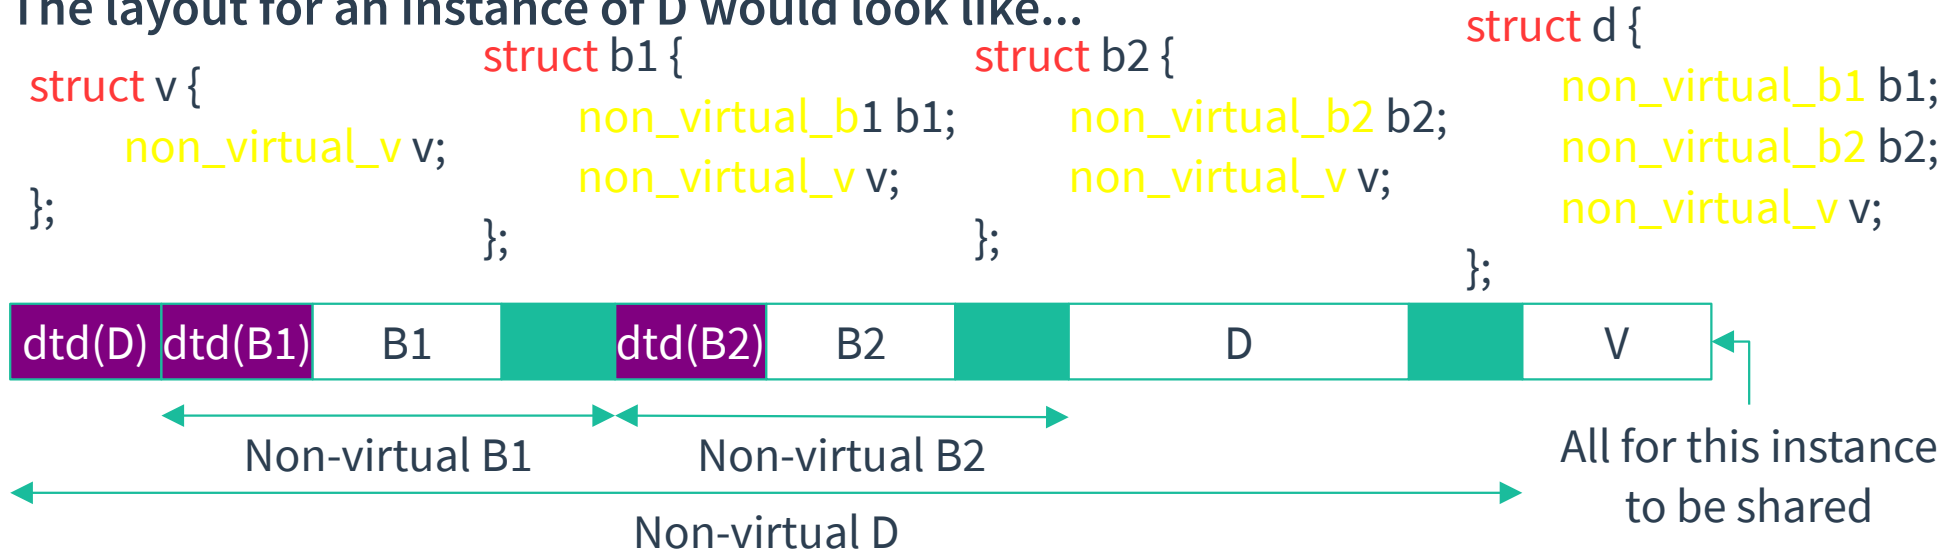 The layout for an instance of D would look like...
struct v {
non_virtual_v v;
};
struct b1 {
non_virtual_b1 b1;
non_virtual_v v;
};
struct b2 {
non_virtual_b2 b2;
non_virtual_v v;
};
struct d {
non_virtual_b1 b1;
non_virtual_b2 b2;
non_virtual_v v;
};
dtd(D) dtd(B1) B1 dtd(B2) B2 D V
Non-virtual B1 Non-virtual B2
Non-virtual D
All for this instance
to be shared